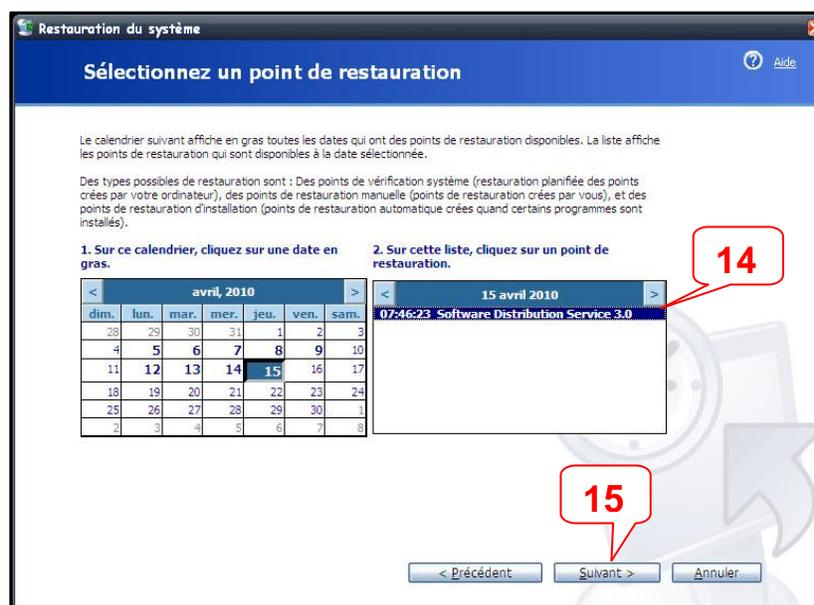 Restauration du système
Sélectionnez un point de restauration
Aide
Le calendrier suivant affiche en gras toutes les dates qui ont des points de restauration disponibles. La liste affiche
les points de restauration qui sont disponibles à la date sélectionnée.
Des types possibles de restauration sont : Des points de vérification système (restauration planifiée des points
crées par votre ordinateur), des points de restauration manuelle (points de restauration crées par vous), et des
points de restauration d'installation (points de restauration automatique crées quand certains programmes sont
installés).
1. Sur ce calendrier, cliquez sur une date en
gras.
< avril, 2010 >
dim. lun. mar. mer. jeu. ven. sam.
28 29 30 31 1 2 3
4 5 6 7 8 9 10
11 12 13 14 15 16 17
18 19 20 21 22 23 24
25 26 27 28 29 30 1
2 3 4 5 6 7 8
2. Sur cette liste, cliquez sur un point de
restauration.
< 15 avril 2010 >
07:46:23 Software Distribution Service 3.0
14
15
< Précédent
Suivant >
Annuler